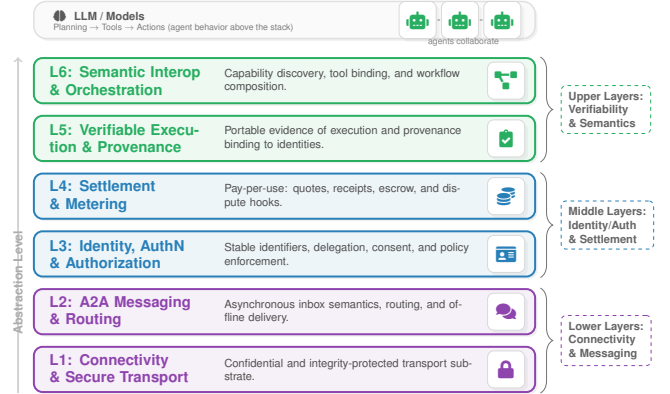 LLM / Models
Planning → Tools → Actions (agent behavior above the stack)
agents collaborate
Abstraction Level
L6: Semantic Interop
& Orchestration
Capability discovery, tool binding, and workflow
composition.
L5: Verifiable Execu-
tion & Provenance
Portable evidence of execution and provenance
binding to identities.
Upper Layers:
Verifiability
& Semantics
L4: Settlement
& Metering
Pay-per-use: quotes, receipts, escrow, and dis-
pute hooks.
L3: Identity, AuthN
& Authorization
Stable identifiers, delegation, consent, and policy
enforcement.
Middle Layers:
Identity/Auth
& Settlement
L2: A2A Messaging
& Routing
Asynchronous inbox semantics, routing, and of-
fline delivery.
L1: Connectivity
& Secure Transport
Confidential and integrity-protected transport sub-
strate.
Lower Layers:
Connectivity
& Messaging